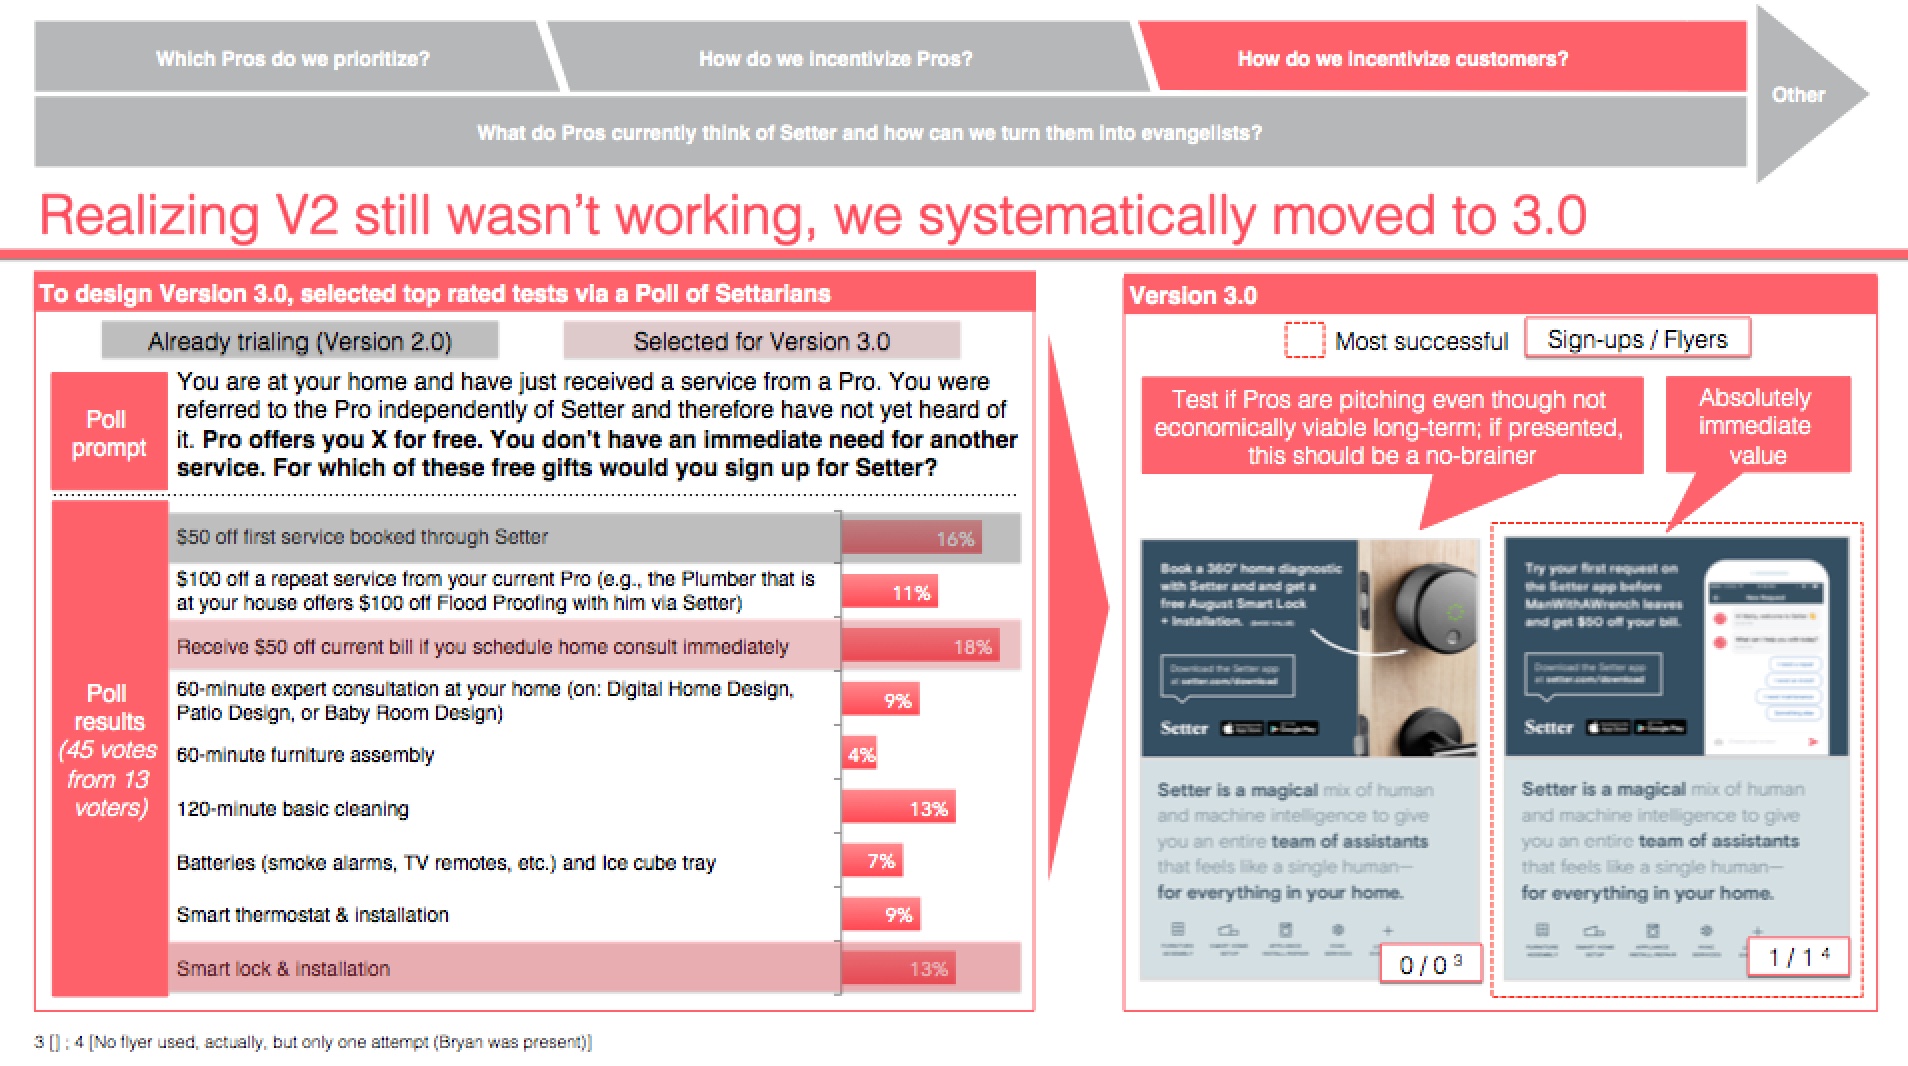 Which Pros do we prioritize?
How do we incentivize Pros?
How do we incentivize customers?
Other
What do Pros currently think of Setter and how can we turn them into evangelists?
Realizing V2 still wasn't working, we systematically moved to 3.0
To design Version 3.0, selected top rated tests via a Poll of Settarians
Already trialing (Version 2.0)
Selected for Version 3.0
Poll
prompt
You are at your home and have just received a service from a Pro. You were
referred to the Pro independently of Setter and therefore have not yet heard of
it. Pro offers you X for free. You don't have an immediate need for another
service. For which of these free gifts would you sign up for Setter?
Poll
results
(45 votes
from 13
voters)
$50 off first service booked through Setter
16%
$100 off a repeat service from your current Pro (e.g., the Plumber that is
at your house offers $100 off Flood Proofing with him via Setter)
11%
Receive $50 off current bill if you schedule home consult immediately
18%
60-minute expert consultation at your home (on: Digital Home Design,
Patio Design, or Baby Room Design)
9%
60-minute furniture assembly
4%
120-minute basic cleaning
13%
Batteries (smoke alarms, TV remotes, etc.) and Ice cube tray
7%
Smart thermostat & installation
9%
Smart lock & installation
13%
Version 3.0
Most successful
Sign-ups / Flyers
Test if Pros are pitching even though not
economically viable long-term; if presented,
this should be a no-brainer
Absolutely
immediate
value
Book a 360° home diagnostic
with Setter and and get a
free August Smart Lock
+ Installation.
Download the Setter app
at setter.com/download
Setter
Setter is a magical mix of human
and machine intelligence to give
you an entire team of assistants
that feels like a single human—
for everything in your home.
0 / 0 3
Try your first request on
the Setter app before
ManWithAWrench leaves
and get $50 off your bill.
Download the Setter app
at setter.com/download
Setter
Setter is a magical mix of human
and machine intelligence to give
you an entire team of assistants
that feels like a single human—
for everything in your home.
1 / 1 4
3 [] ; 4 [No flyer used, actually, but only one attempt (Bryan was present)]